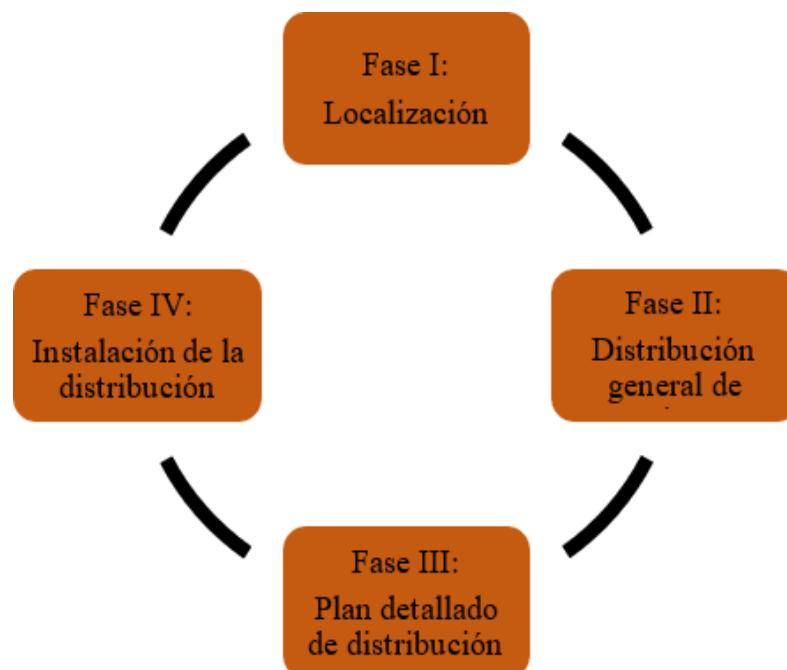 Fase I:
Localización
Fase II:
Distribución
general de
Fase III:
Plan detallado
de distribución
Fase IV:
Instalación de la
distribución